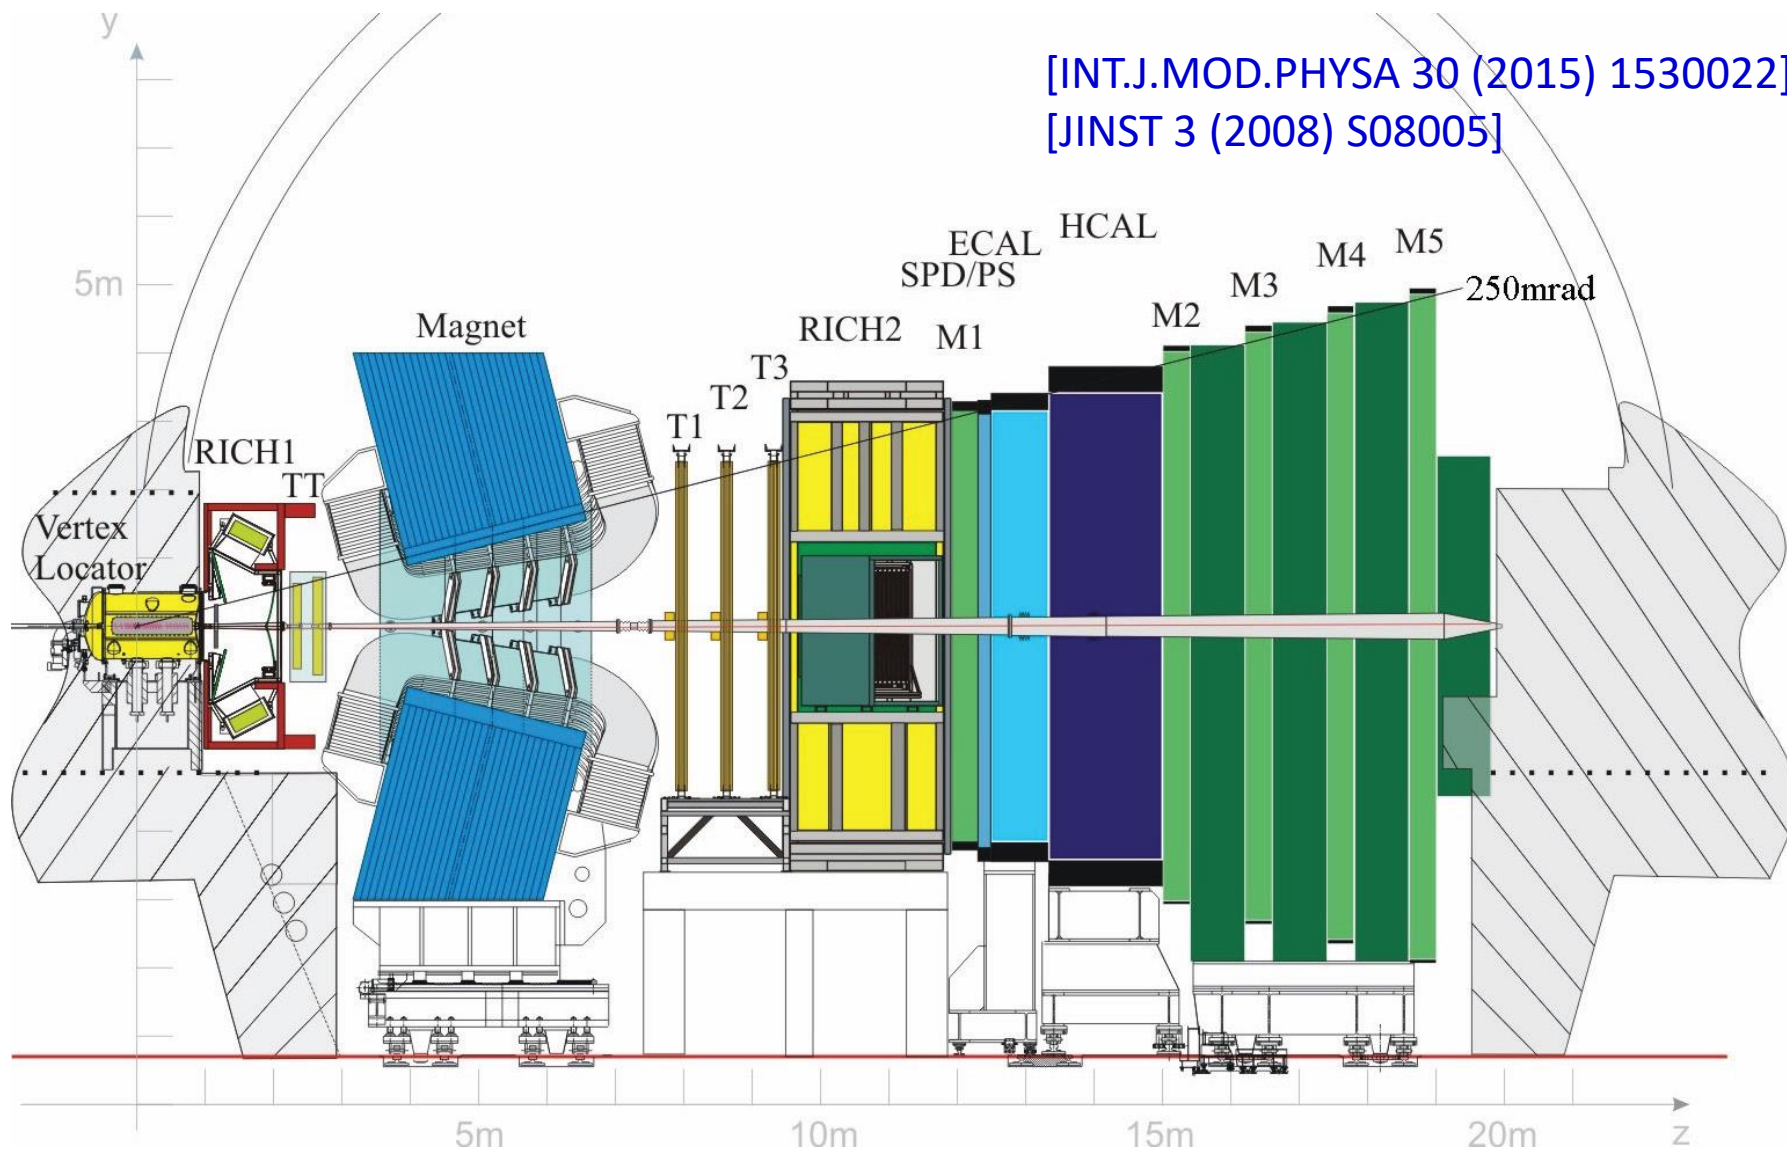 y
[INT.J.MOD.PHYSA 30 (2015) 1530022]
[JINST 3 (2008) S08005]
HCAL
ECAL
M5
M4
SPD/PS
M3
5m
250mrad
Magnet
RICH2
M2
M1
T3
T2
T1
RICH1
TT
Vertex
Locator
5m
10m
15m
20m
z